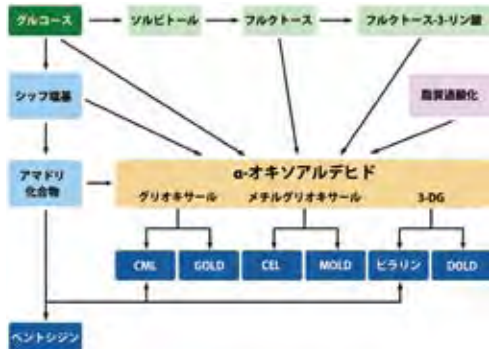 グルコース
ソルビトール
フルクトース
フルクトース-3-リン酸
シッフ塩基
脂質過酸化
アマドリ
化合物
α-オキソアルデヒド
グリオキサール
メチルグリオキサール
3-DG
CML
GOLD
CEL
MOLD
ピラリン
DOLD
ペントシジン